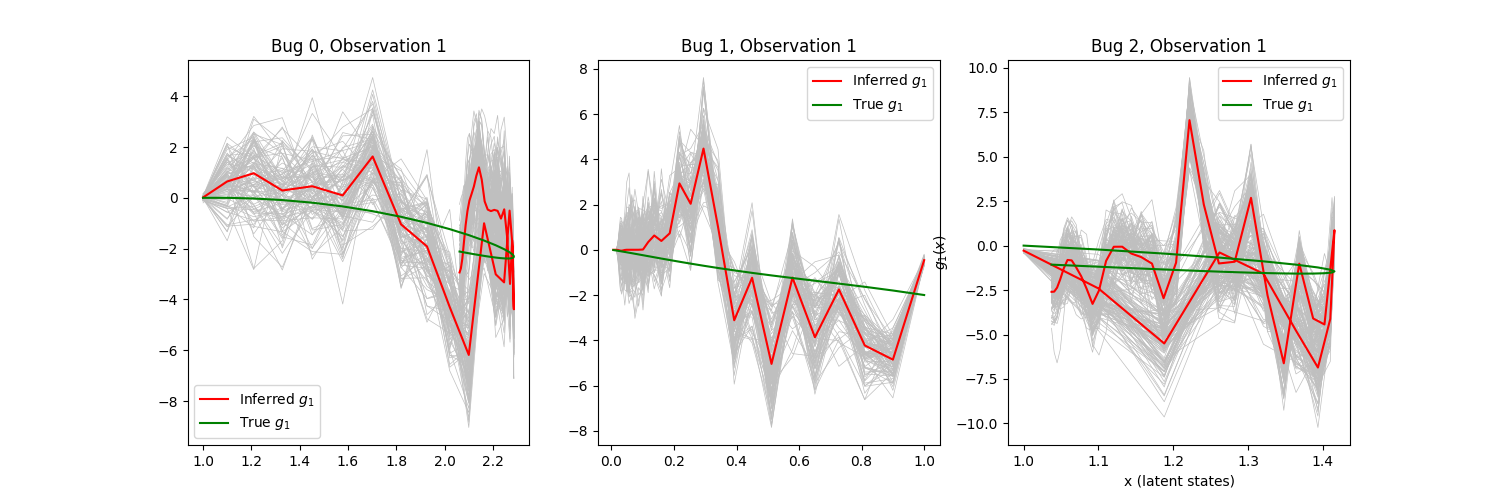 Bug 0, Observation 1
4
2
0
−2
−4
−6
−8
1.0 1.2 1.4 1.6 1.8 2.0 2.2
Inferred g₁
True g₁
Bug 1, Observation 1
8
6
4
2
0
−2
−4
−6
−8
0.0 0.2 0.4 0.6 0.8 1.0
Inferred g₁
True g₁
Bug 2, Observation 1
g₁(x)
10.0
7.5
5.0
2.5
0.0
−2.5
−5.0
−7.5
−10.0
1.0 1.1 1.2 1.3 1.4
x (latent states)
Inferred g₁
True g₁